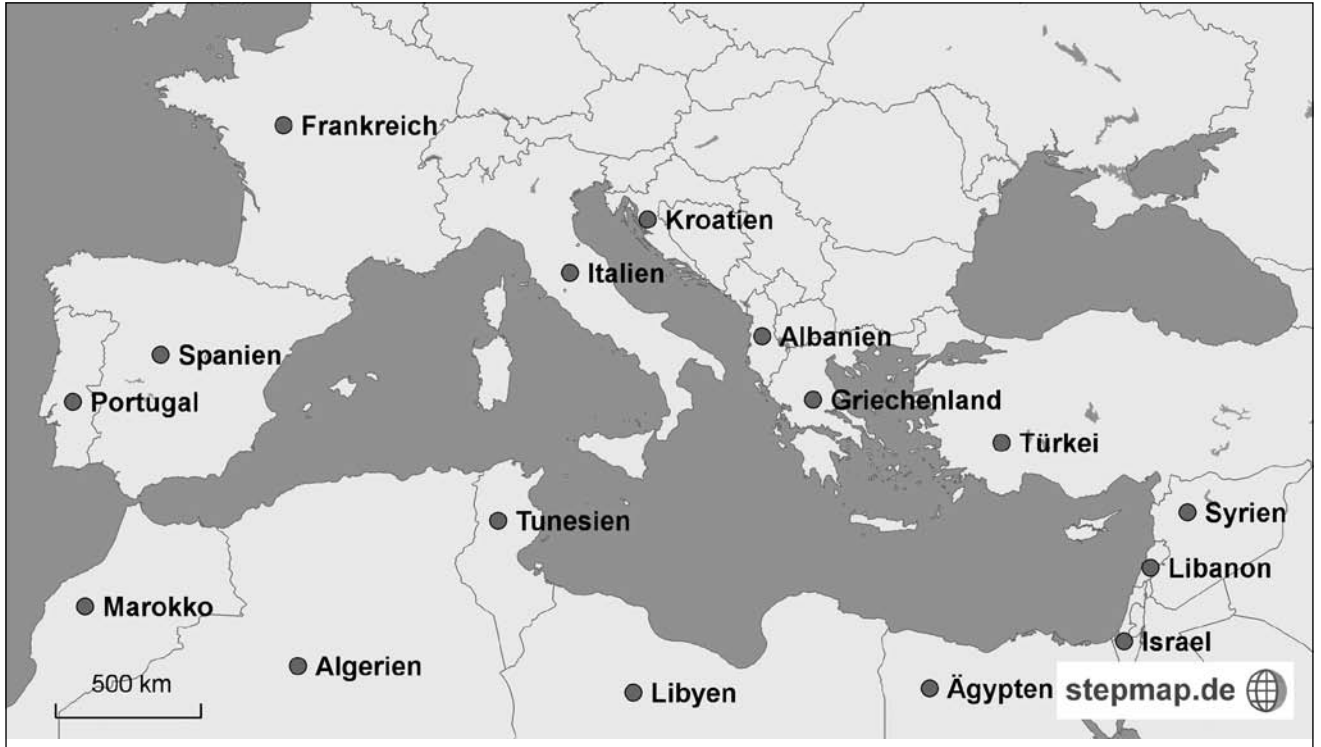 Frankreich
Kroatien
Italien
Albanien
Spanien
Portugal
Griechenland
Türkei
Tunesien
Syrien
Libanon
Marokko
Israel
Algerien
500 km
Libyen
Ägypten
stepmap.de